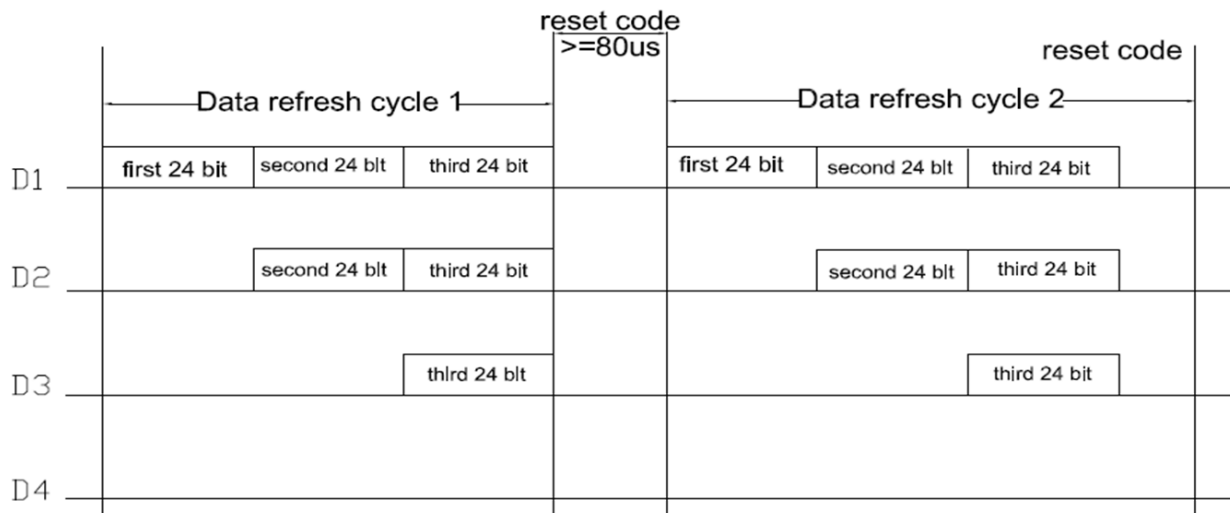 reset code
>=80us
reset code
Data refresh cycle 1
Data refresh cycle 2
D1
first 24 bit
second 24 blt
third 24 bit
first 24 bit
second 24 blt
third 24 bit
D2
second 24 blt
third 24 bit
second 24 blt
third 24 bit
D3
thlrd 24 blt
third 24 bit
D4